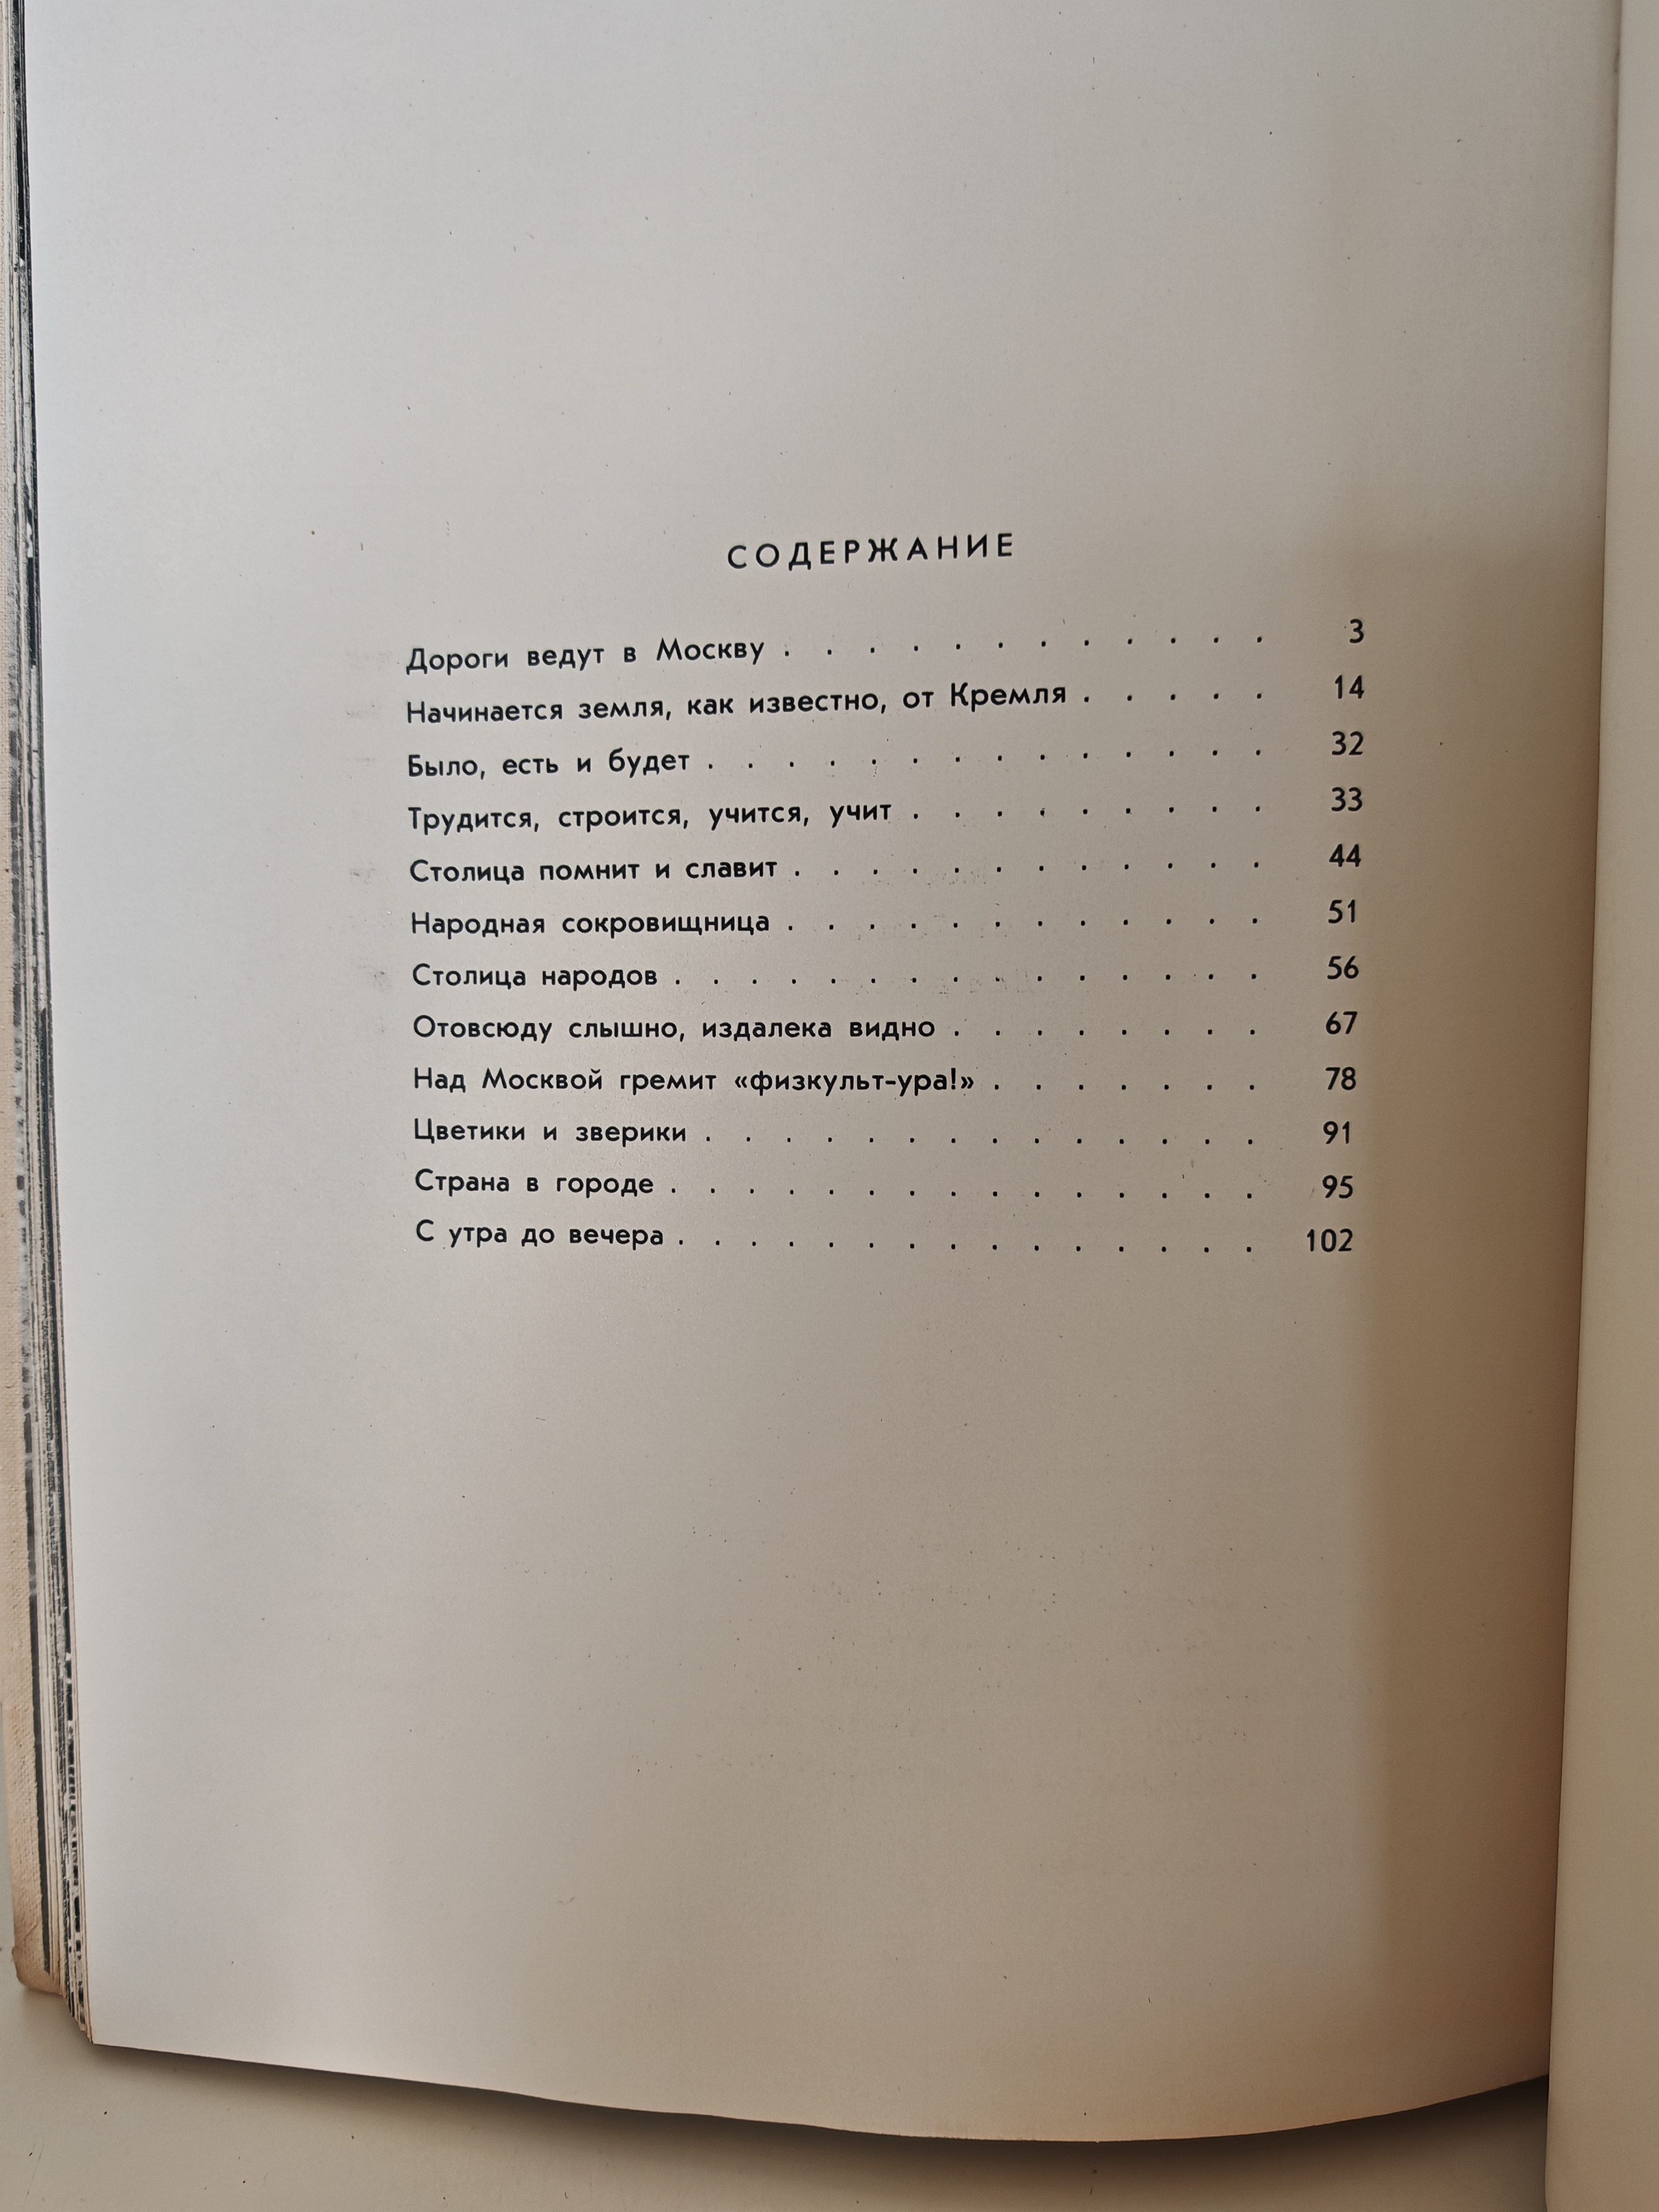 СОДЕРЖАНИЕ
Дороги ведут в Москву . . . . . . . . . . . . 3
Начинается земля, как известно, от Кремля . . . . . 14
Было, есть и будет . . . . . . . . . . . . . . 32
Трудится, строится, учится, учит . . . . . . . . . 33
Столица помнит и славит . . . . . . . . . . . . 44
Народная сокровищница . . . . . . . . . . . . 51
Столица народов . . . . . . . . . . . . . . . 56
Отовсюду слышно, издалека видно . . . . . . . . 67
Над Москвой гремит «физкульт-ура!» . . . . . . . 78
Цветики и зверики . . . . . . . . . . . . . . 91
Страна в городе . . . . . . . . . . . . . . . 95
С утра до вечера . . . . . . . . . . . . . . . 102